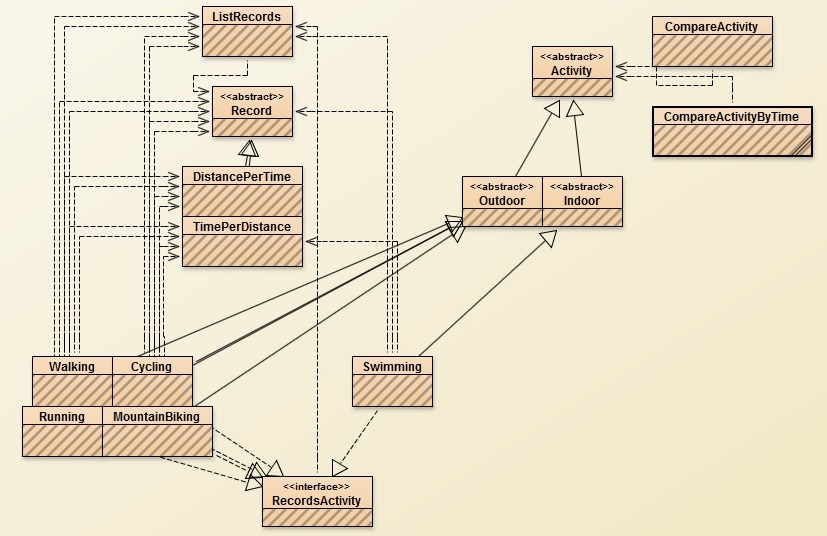 ListRecords
<<abstract>>
Record
DistancePerTime
TimePerDistance
<<abstract>>
Activity
CompareActivity
CompareActivityByTime
<<abstract>>
Outdoor
<<abstract>>
Indoor
Walking
Cycling
Running
MountainBiking
Swimming
<<interface>>
RecordsActivity